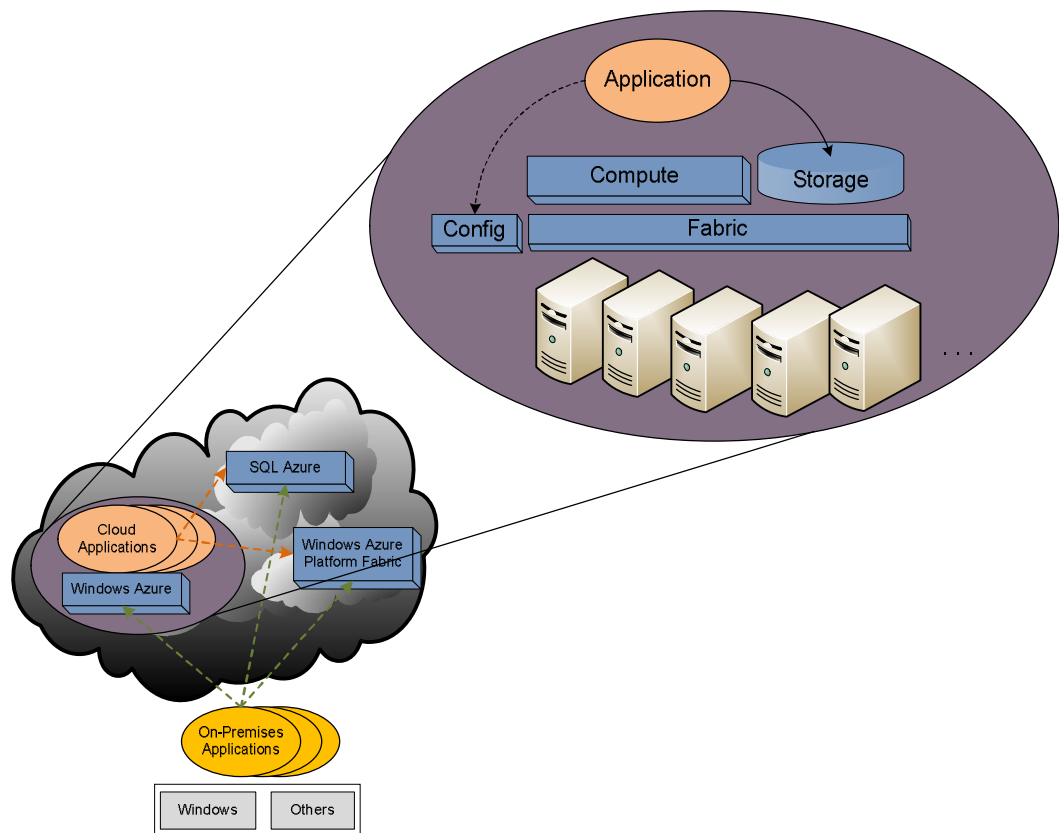 Application
Compute
Storage
Config
Fabric
. . .
SQL Azure
Cloud
Applications
Windows Azure
Platform Fabric
Windows Azure
On-Premises
Applications
Windows
Others